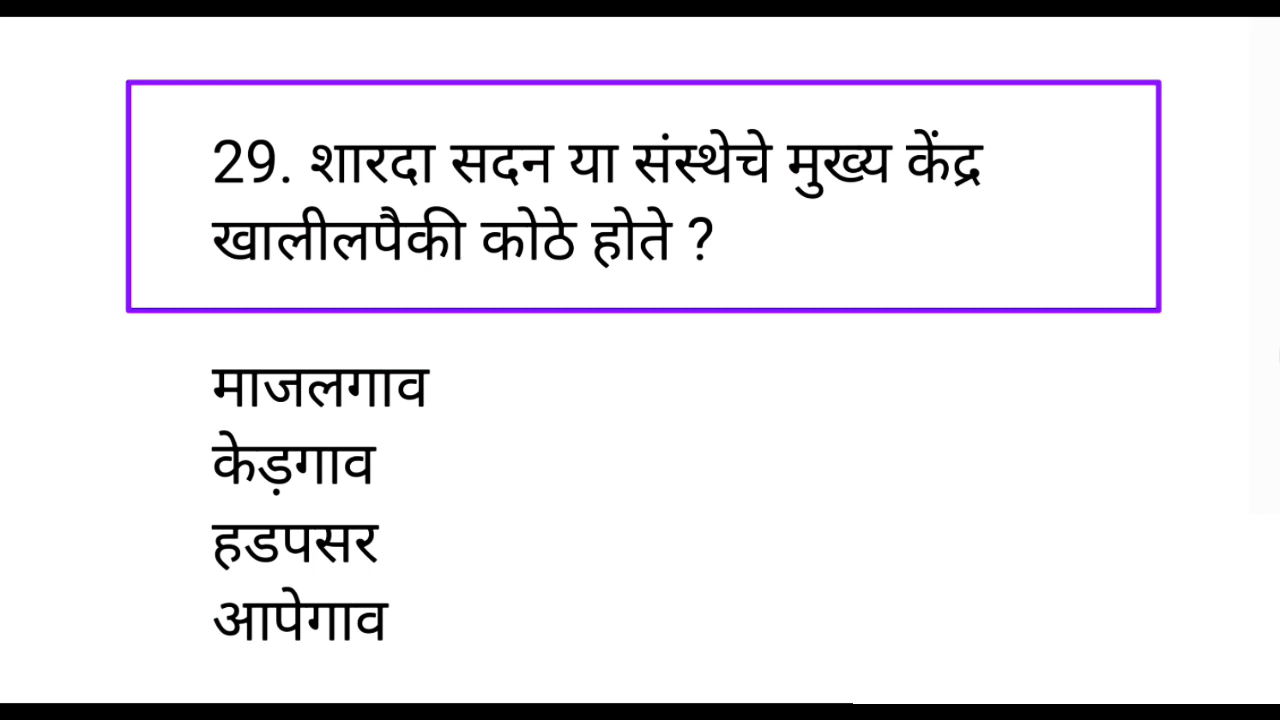 29. शारदा सदन या संस्थेचे मुख्य केंद्र
खालीलपैकी कोठे होते ?
माजलगाव
केड़गाव
हडपसर
आपेगाव